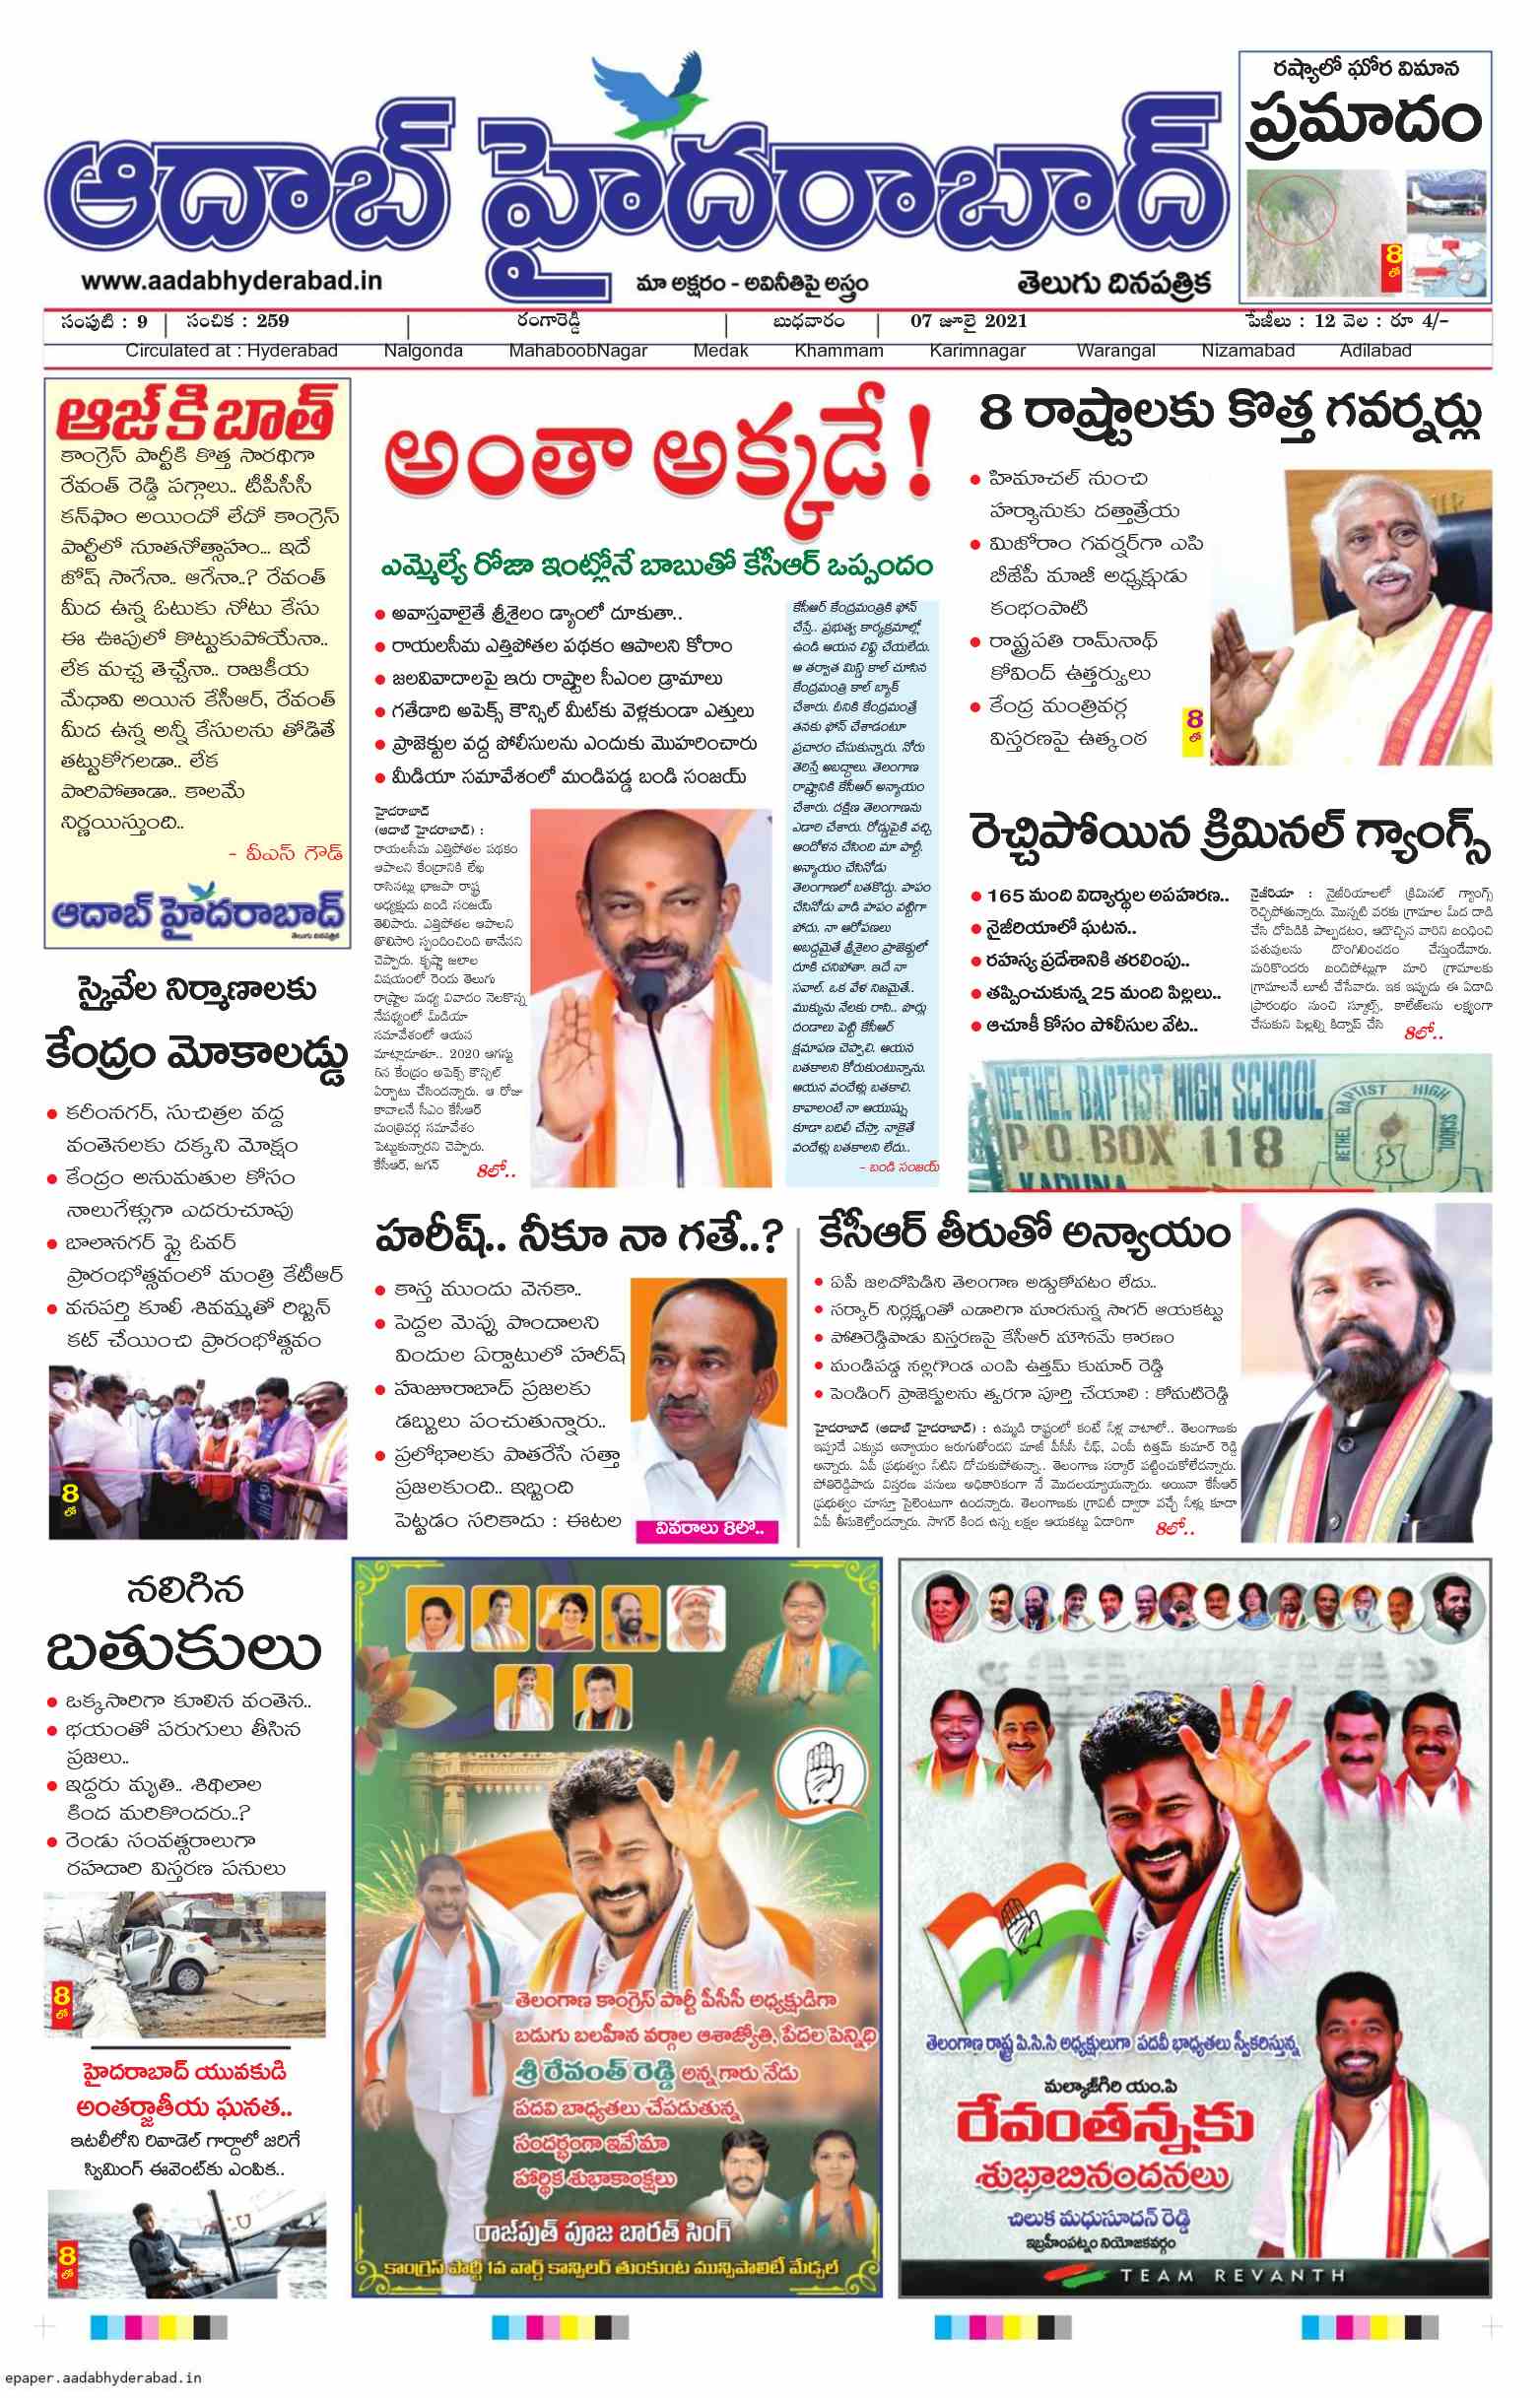 రష్యాలో ఘోర విమాన
ప్రమాదం
8
లో
ఆదాబ్ హైదరాబాద్
www.aadabhyderabad.in
మా అక్షరం - అవినీతిపై అస్త్రం
తెలుగు దినపత్రిక
సంపుటి : 9 | సంచిక : 259 | రంగారెడ్డి | బుధవారం | 07 జూలై 2021 పేజీలు : 12 వెల : రూ 4/-
Circulated at : Hyderabad Nalgonda MahaboobNagar Medak Khammam Karimnagar Warangal Nizamabad Adilabad
ఆజ్ కి బాత్
కాంగ్రెస్ పార్టీకి కొత్త సారథిగా
రేవంత్ రెడ్డి పగ్గాలు.. టీపీసీసీ
కన్‌ఫాం అయిందో లేదో కాంగ్రెస్
పార్టీలో నూతనోత్సాహం... ఇదే
జోష్ సాగేనా.. ఆగేనా..? రేవంత్
మీద ఉన్న ఓటుకు నోటు కేసు
ఈ ఊపులో కొట్టుకుపోయేనా..
లేక మచ్చ తెచ్చేనా.. రాజకీయ
మేధావి అయిన కేసీఆర్, రేవంత్
మీద ఉన్న అన్నీ కేసులను తోడితే
తట్టుకోగలడా.. లేక
పారిపోతాడా.. కాలమే
నిర్ణయిస్తుంది..
- వీఎస్ గౌడ్
ఆదాబ్ హైదరాబాద్
తెలుగు దినపత్రిక
అంతా అక్కడే!
ఎమ్మెల్యే రోజా ఇంట్లోనే బాబుతో కేసీఆర్ ఒప్పందం
• అవాస్తవాలైతే శ్రీశైలం డ్యాంలో దూకుతా..
• రాయలసీమ ఎత్తిపోతల పథకం ఆపాలని కోరాం
• జలవివాదాలపై ఇరు రాష్ట్రాల సీఎంల డ్రామాలు
• గతేడాది అపెక్స్ కౌన్సిల్ మీట్‌కు వెళ్లకుండా ఎత్తులు
• ప్రాజెక్టుల వద్ద పోలీసులను ఎందుకు మొహరించారు
• మీడియా సమావేశంలో మండిపడ్డ బండి సంజయ్
హైదరాబాద్
(ఆదాబ్ హైదరాబాద్) :
రాయలసీమ ఎత్తిపోతల పథకం
ఆపాలని కేంద్రానికి లేఖ
రాసినట్లు భాజపా రాష్ట్ర
అధ్యక్షుడు బండి సంజయ్
తెలిపారు. ఎత్తిపోతల ఆపాలని
తొలిసారి స్పందించింది తానేనని
చెప్పారు. కృష్ణా జలాల
విషయంలో రెండు తెలుగు
రాష్ట్రాల మధ్య వివాదం నెలకొన్న
నేపథ్యంలో మీడియా
సమావేశంలో ఆయన
మాట్లాడుతూ.. 2020 ఆగస్టు
5న కేంద్రం అపెక్స్ కౌన్సిల్
ఏర్పాటు చేసిందన్నారు. ఆ రోజు
కావాలనే సీఎం కేసీఆర్
మంత్రివర్గ సమావేశం
పెట్టుకున్నారని చెప్పారు.
కేసీఆర్, జగన్ 8లో..
కేసీఆర్ కేంద్రమంత్రికి ఫోన్
చేస్తే.. ప్రభుత్వ కార్యక్రమాల్లో
ఉండి ఆయన లిఫ్ట్ చేయలేదు.
ఆ తర్వాత మిస్డ్ కాల్ చూసిన
కేంద్రమంత్రి కాల్ బ్యాక్
చేశారు. దీనికి కేంద్రమంత్రే
తనకు ఫోన్ చేశాడంటూ
ప్రచారం చేసుకున్నారు. నోరు
తెరిస్తే అబద్దాలు. తెలంగాణ
రాష్ట్రానికి కేసీఆర్ అన్యాయం
చేశారు. దక్షిణ తెలంగాణను
ఎడారి చేశారు. రోడ్డుపైకి వచ్చి
ఆందోళన చేసింది మా పార్టీ.
అన్యాయం చేసినోడు
తెలంగాణలో బతకొద్దు. పాపం
చేసినోడు వాడి పాపం వట్టిగా
పోదు. నా ఆరోపణలు
అబద్ధమైతే శ్రీశైలం ప్రాజెక్టులో
దూకి చనిపోతా. ఇదే నా
సవాల్. ఒక వేళ నిజమైతే..
ముక్కును నేలకు రాసి.. పొర్లు
దండాలు పెట్టి కేసీఆర్
క్షమాపణ చెప్పాలి. ఆయన
బతకాలని కోరుకుంటున్నాను.
ఆయన వందేళ్లు బతకాలి.
కావాలంటే నా ఆయుష్షు
కూడా బదిలీ చేస్తా. నాకైతే
వందేళ్లు బతకాలని లేదు..
- బండి సంజయ్
8 రాష్ట్రాలకు కొత్త గవర్నర్లు
• హిమాచల్ నుంచి
హర్యానుకు దత్తాత్రేయ
• మిజోరాం గవర్నర్‌గా ఎపి
బీజేపీ మాజీ అధ్యక్షుడు
కంభంపాటి
• రాష్ట్రపతి రామ్‌నాథ్
కోవింద్ ఉత్తర్వులు
• కేంద్ర మంత్రివర్గ
విస్తరణపై ఉత్కంఠ
8
లో
రెచ్చిపోయిన క్రిమినల్ గ్యాంగ్స్
• 165 మంది విద్యార్థుల అపహరణ..
• నైజీరియాలో ఘటన..
• రహస్య ప్రదేశానికి తరలింపు..
• తప్పించుకున్న 25 మంది పిల్లలు..
• ఆచూకీ కోసం పోలీసుల వేట..
నైజీరియా : నైజీరియాలలో క్రిమినల్ గ్యాంగ్స్
రెచ్చిపోతున్నారు. మొన్నటి వరకు గ్రామాల మీద దాడి
చేసి దోపిడికి పాల్పడటం, ఆడొచ్చిన వారిని బంధించి
పశువులను దొంగిలించడం చేస్తుండేవారు.
మరికొందరు బందిపోట్లుగా మారి గ్రామాలకు
గ్రామాలనే లూటీ చేసేవారు. ఇక ఇప్పుడు ఈ ఏడాది
ప్రారంభం నుంచి స్కూల్స్, కాలేజ్‌లను లక్ష్యంగా
చేసుకుని పిల్లల్ని కిడ్నాప్ చేసి 8లో..
BETHEL BAPTIST HIGH SCHOOL
P.O.BOX 118
KADUNA
BETHEL BAPTIST HIGH SCHOOL
స్కైవేల నిర్మాణాలకు
కేంద్రం మోకాలడ్డు
• కరీంనగర్, సుచిత్రల వద్ద
వంతెనలకు దక్కని మోక్షం
• కేంద్రం అనుమతుల కోసం
నాలుగేళ్లుగా ఎదరుచూపు
• బాలానగర్ ఫ్లై ఓవర్
ప్రారంభోత్సవంలో మంత్రి కేటీఆర్
• వనపర్తి కూలీ శివమ్మతో రిబ్బన్
కట్ చేయించి ప్రారంభోత్సవం
8
లో
హరీష్.. నీకూ నా గతే..?
• కాస్త ముందు వెనకా..
• పెద్దల మెప్పు పొందాలని
విందుల ఏర్పాటులో హరీష్
• హుజూరాబాద్ ప్రజలకు
డబ్బులు పంచుతున్నారు..
• ప్రలోభాలకు పాతరేసే సత్తా
ప్రజలకుంది.. ఇబ్బంది
పెట్టడం సరికాదు : ఈటల
వివరాలు 8లో..
కేసీఆర్ తీరుతో అన్యాయం
• ఏపీ జలదోపిడిని తెలంగాణ అడ్డుకోవటం లేదు..
• సర్కార్ నిర్లక్ష్యంతో ఎడారిగా మారనున్న సాగర్ ఆయకట్టు
• పోతిరెడ్డిపాడు విస్తరణపై కేసీఆర్ మౌనమే కారణం
• మండిపడ్డ నల్లగొండ ఎంపి ఉత్తమ్ కుమార్ రెడ్డి
• పెండింగ్ ప్రాజెక్టులను త్వరగా పూర్తి చేయాలి : కోమటిరెడ్డి
హైదరాబాద్ (ఆదాబ్ హైదరాబాద్) : ఉమ్మడి రాష్ట్రంలో కంటే నీళ్ల వాటాలో.. తెలంగాణకు
ఇప్పుడే ఎక్కువ అన్యాయం జరుగుతోందని మాజీ పీసీసీ చీఫ్, ఎంపీ ఉత్తమ్ కుమార్ రెడ్డి
అన్నారు. ఏపీ ప్రభుత్వం నీటిని దోచుకుపోతున్నా.. తెలంగాణ సర్కార్ పట్టించుకోలేదన్నారు.
పోతిరెడ్డిపాడు విస్తరణ పనులు అధికారికంగా నే మొదలయ్యాయన్నారు. అయినా కేసీఆర్
ప్రభుత్వం చూస్తూ సైలెంటుగా ఉందన్నారు. తెలంగాణకు గ్రావిటీ ద్వారా వచ్చే నీళ్లు కూడా
ఏపీ తీసుకెళ్తోందన్నారు. సాగర్ కింద ఉన్న లక్షల ఆయకట్టు ఏడారిగా 8లో..
నలిగిన
బతుకులు
• ఒక్కసారిగా కూలిన వంతెన..
• భయంతో పరుగులు తీసిన
ప్రజలు..
• ఇద్దరు మృతి.. శిథిలాల
కింద మరికొందరు..?
• రెండు సంవత్సరాలుగా
రహదారి విస్తరణ పనులు
8
లో
హైదరాబాద్ యువకుడి
అంతర్జాతీయ ఘనత..
ఇటలీలోని రివాడెల్ గార్డాలో జరిగే
స్విమింగ్ ఈవెంట్‌కు ఎంపిక..
8
లో
తెలంగాణ కాంగ్రెస్ పార్టీ పీసీసీ అధ్యక్షుడిగా
బడుగు బలహీన వర్గాల ఆశాజ్యోతి, పేదల పెన్నిధి
శ్రీ రేవంత్ రెడ్డి అన్నగారు నేడు
పదవి బాధ్యతలు చేపడుతున్న
సందర్భంగా ఇవే మా
హార్థిక శుభాకాంక్షలు
రాజ్‌పుత్ పూజ బారత్ సింగ్
కాంగ్రెస్ పార్టీ 1వ వార్డ్ కాన్సిలర్ తుంకుంట మున్సిపాలిటీ మేడ్చల్
తెలంగాణ రాష్ట్ర పి.సి.సి అధ్యక్షులుగా పదవీ భాధ్యతలు స్వీకరిస్తున్న
మల్కాజ్‌గిరి యం.పి
రేవంతన్నకు
శుభాబినందనలు
చిలుక మధుసూదన్ రెడ్డి
ఇబ్రహీంపట్నం నియోజకవర్గం
TEAM REVANTH
epaper.aadabhyderabad.in